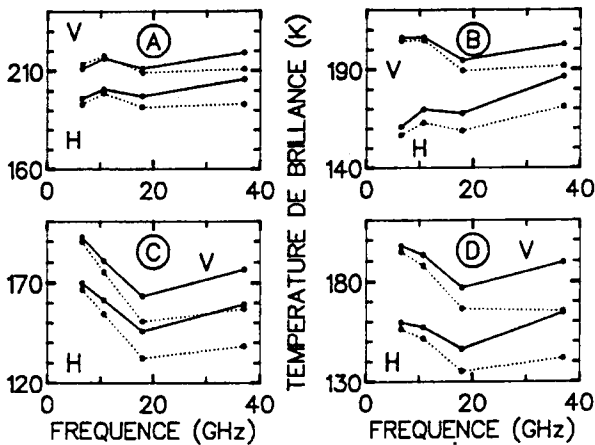 V
A
210
H
160
0
20
40
B
190
V
H
140
0
20
40
TEMPERATURE DE BRILLANCE (K)
C
V
170
H
120
0
20
40
FREQUENCE (GHz)
D
V
180
H
130
0
20
40
FREQUENCE (GHz)